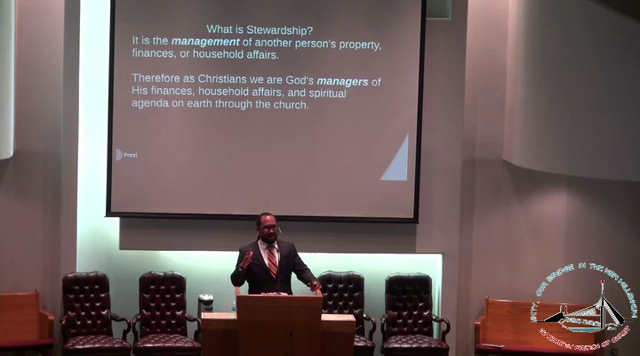 What is Stewardship?
It is the management of another person's property,
finances, or household affairs.
Therefore as Christians we are God's managers of
His finances, household affairs, and spiritual
agenda on earth through the church.
Prezi